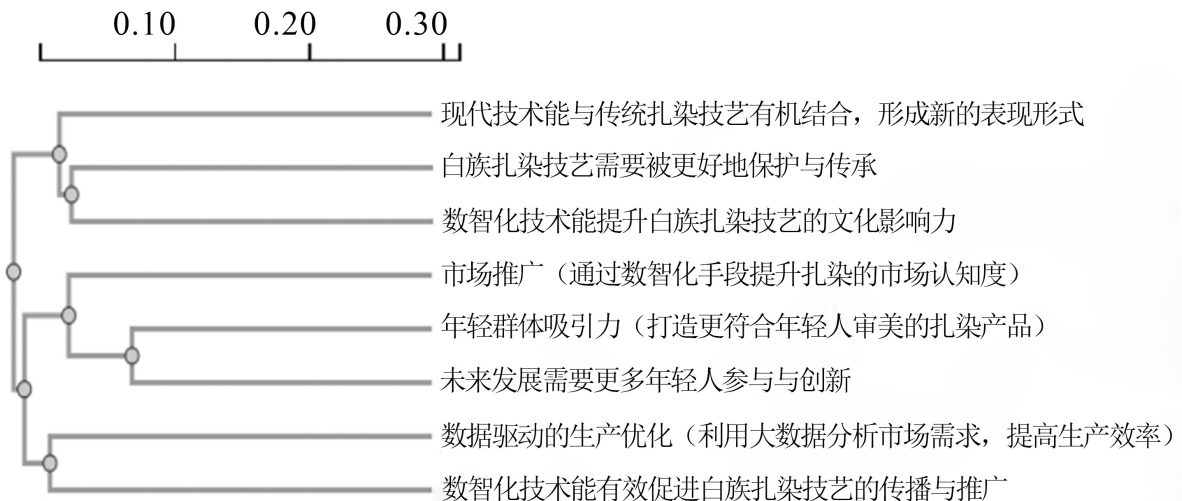 0.10 0.20 0.30
现代技术能与传统扎染技艺有机结合，形成新的表现形式
白族扎染技艺需要被更好地保护与传承
数智化技术能提升白族扎染技艺的文化影响力
市场推广（通过数智化手段提升扎染的市场认知度）
年轻群体吸引力（打造更符合年轻人审美的扎染产品）
未来发展需要更多年轻人参与与创新
数据驱动的生产优化（利用大数据分析市场需求，提高生产效率）
数智化技术能有效促进白族扎染技艺的传播与推广